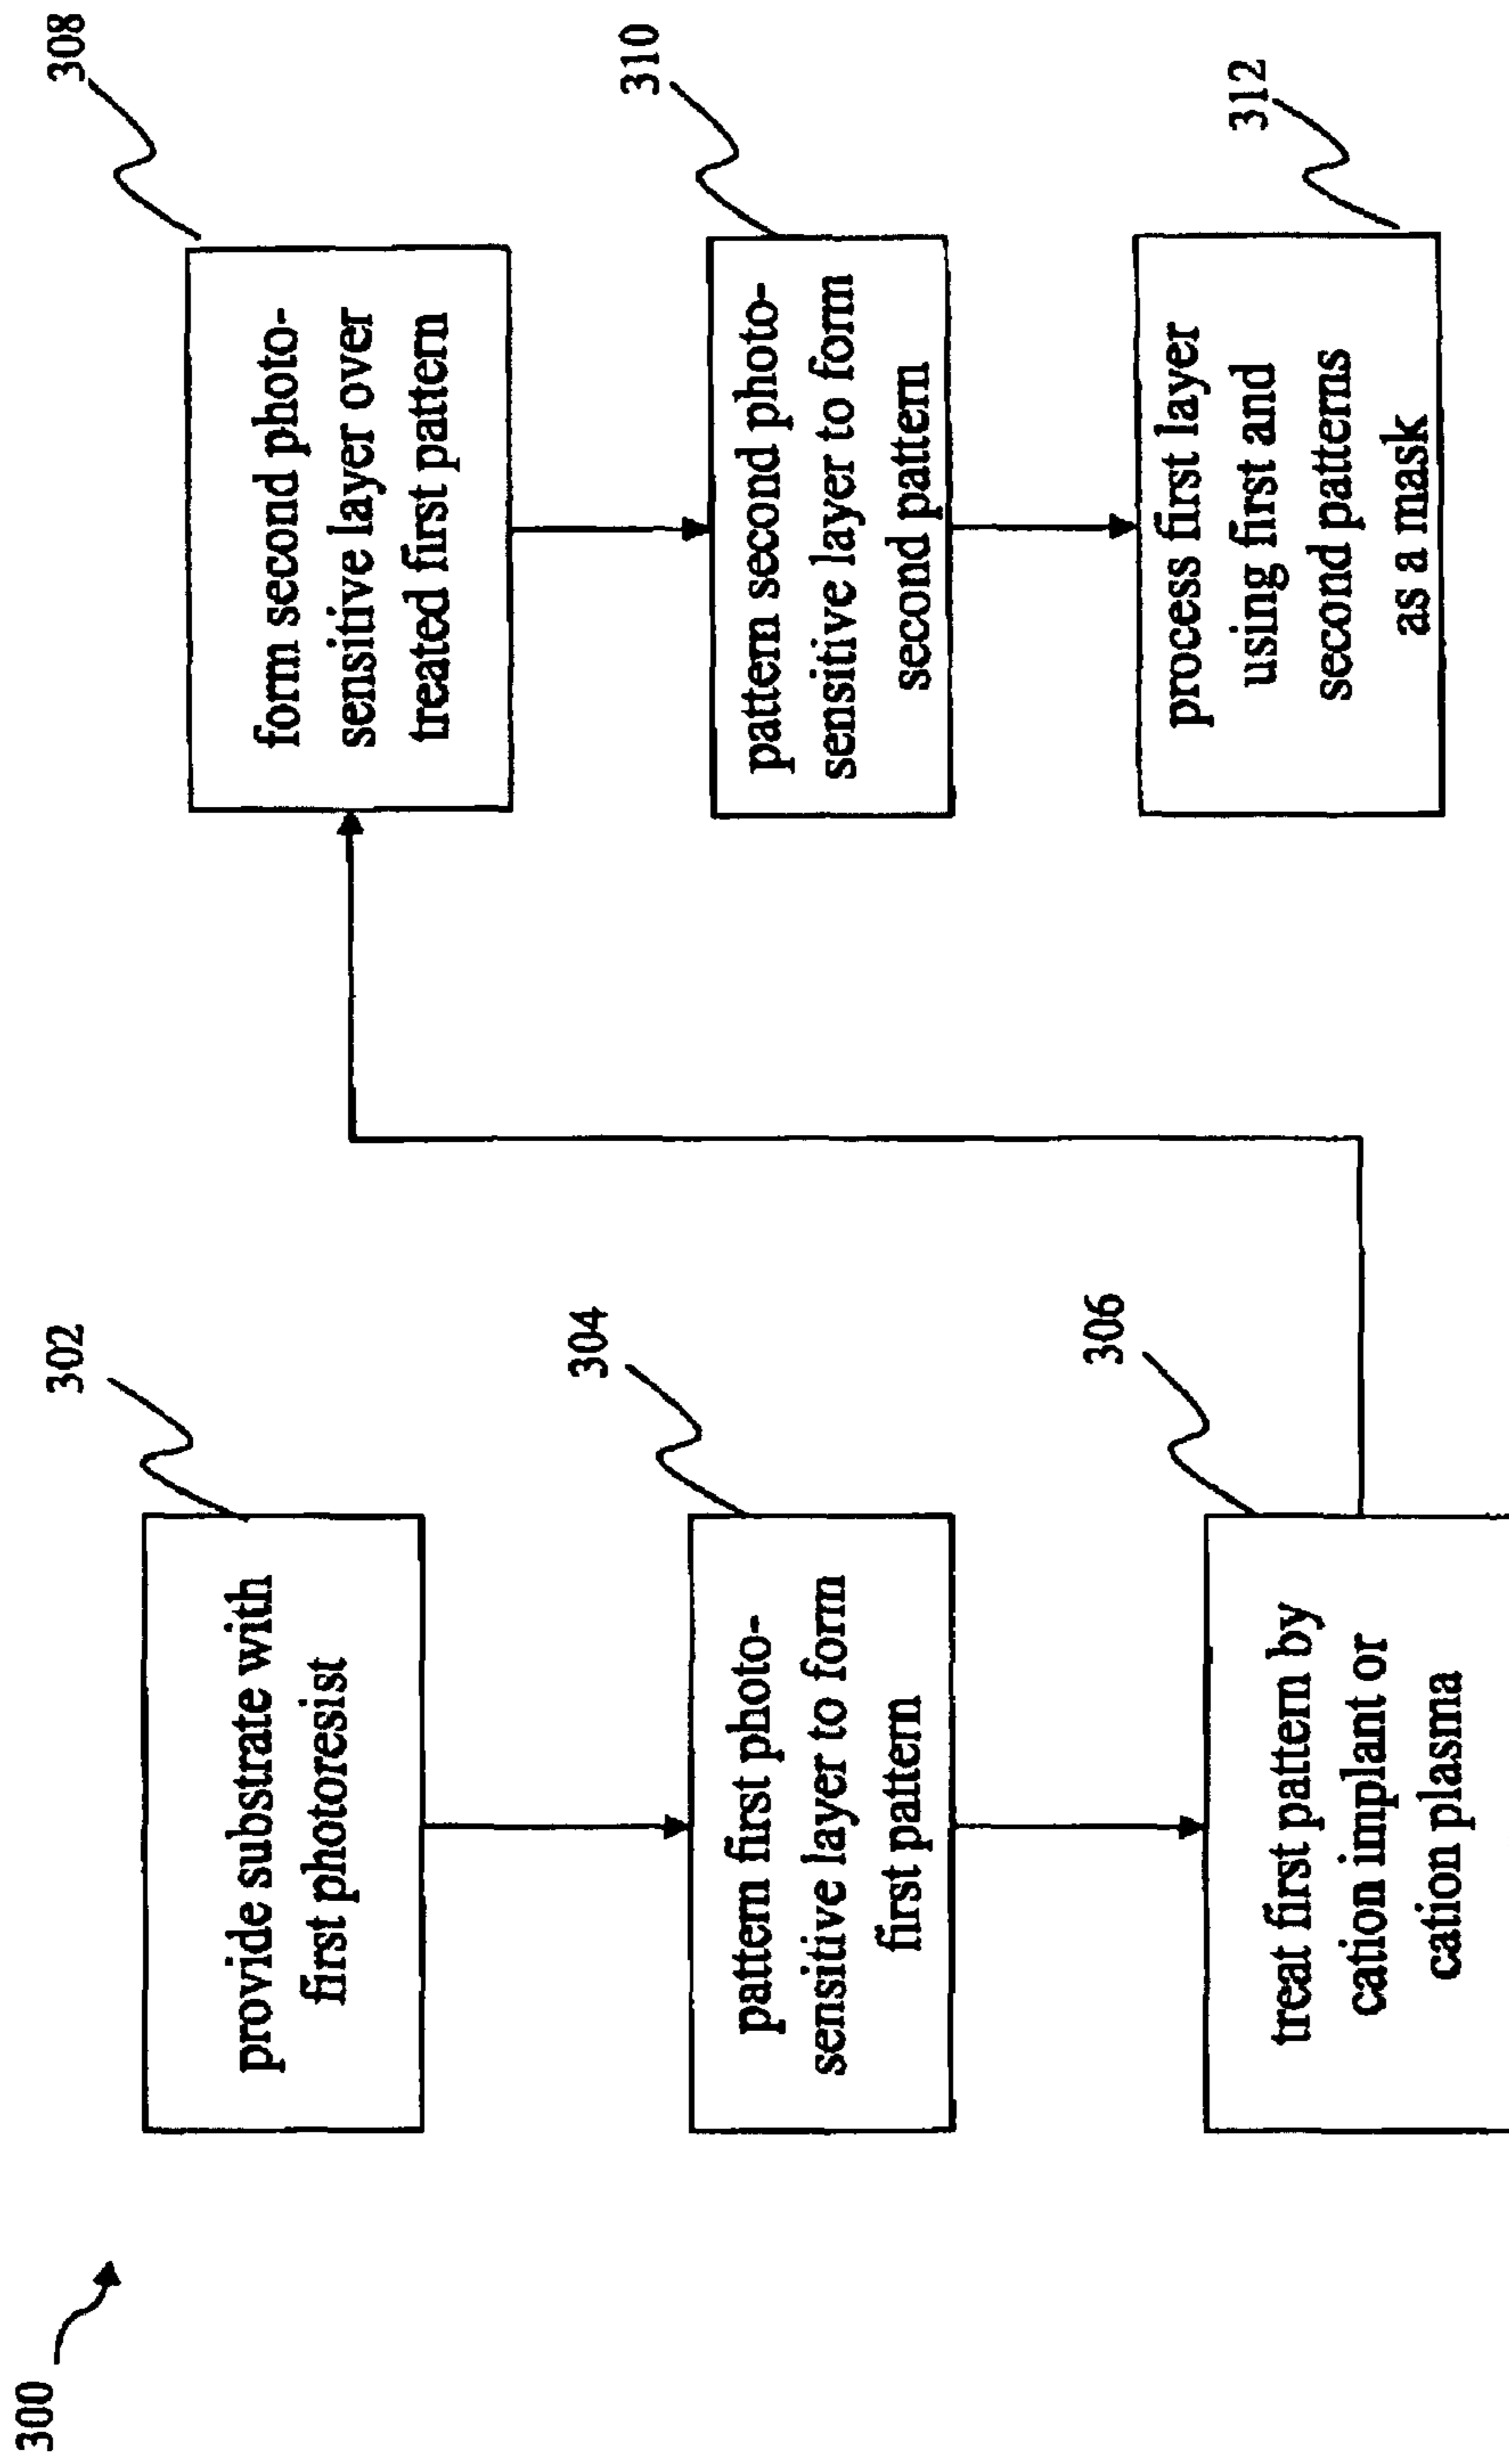 300
302
provide substrate with
first photoresist
304
pattern first photo-
sensitive layer to form
first pattern
306
treat first pattern by
cation implant or
cation plasma
308
form second photo-
sensitive layer over
treated first pattern
310
pattern second photo-
sensitive layer to form
second pattern
312
process first layer
using first and
second patterns
as a mask